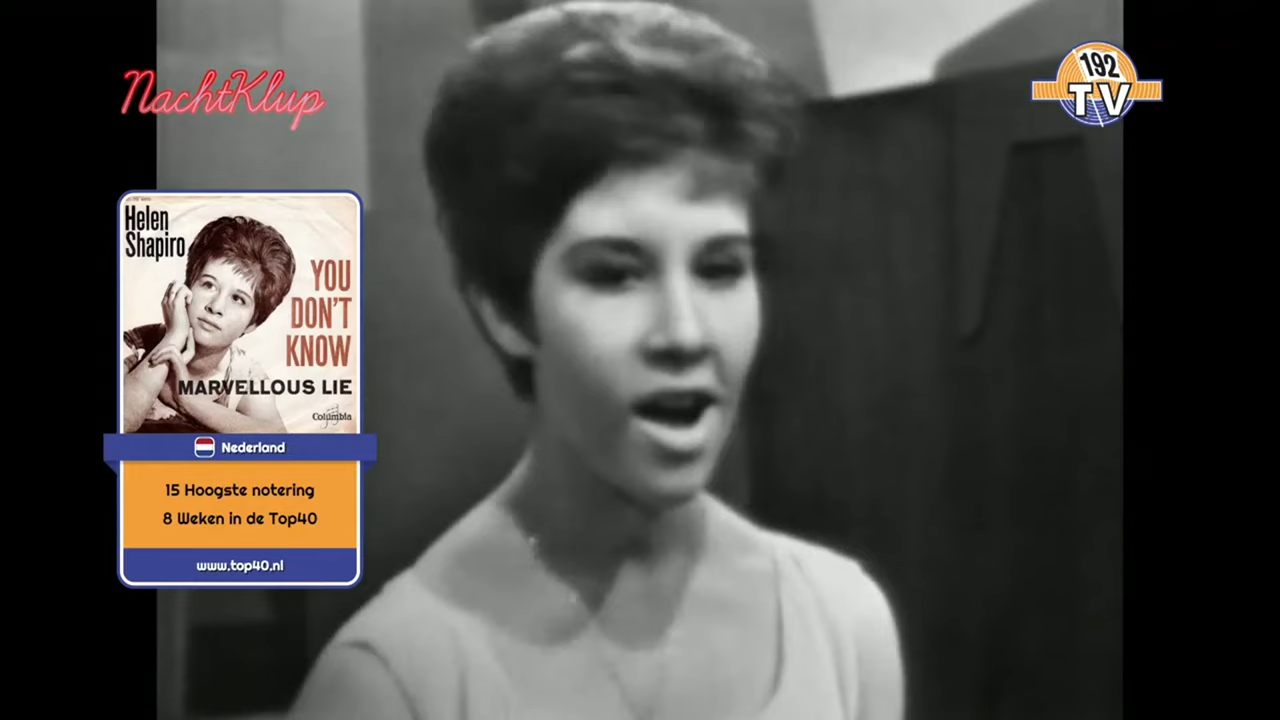 NachtKlup
192
TV
Helen
Shapiro
YOU
DON'T
KNOW
MARVELLOUS LIE
Columbia
Nederland
15 Hoogste notering
8 Weken in de Top40
www.top40.nl